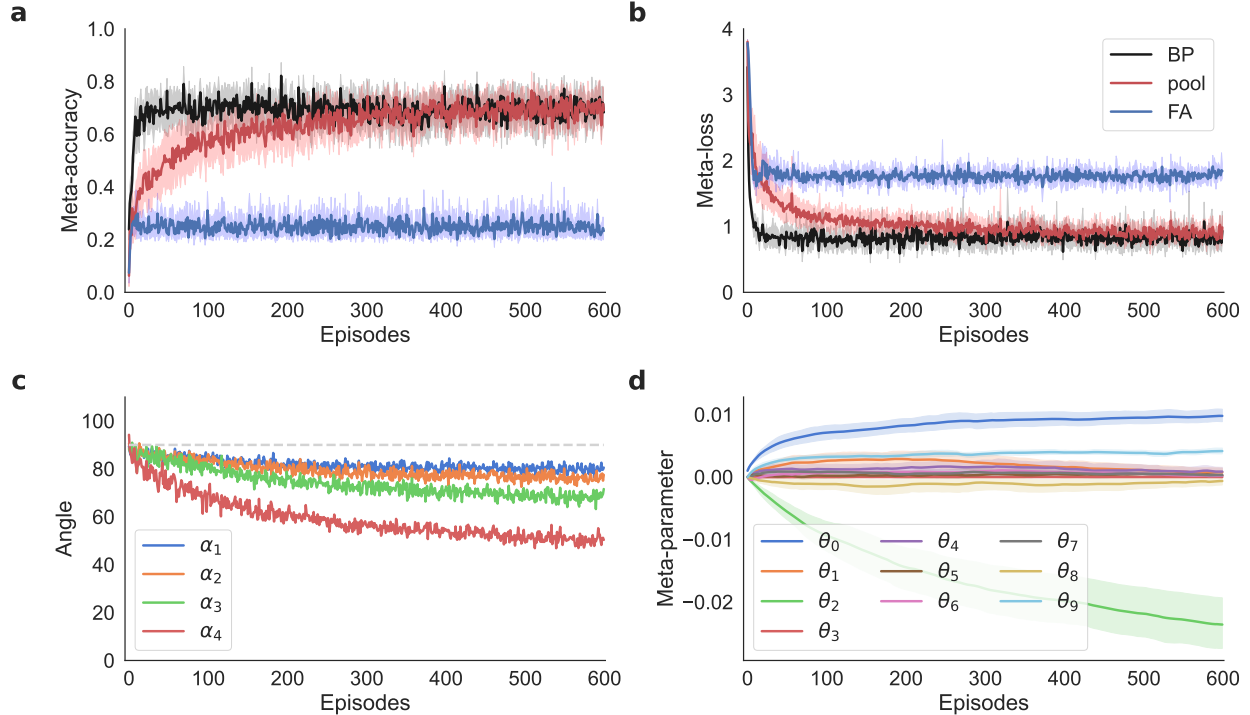 a
b
1.0
0.8
0.6
0.4
0.2
0.0
Meta-accuracy
0 100 200 300 400 500 600
Episodes
4
3
2
1
0
Meta-loss
BP
pool
FA
0 100 200 300 400 500 600
Episodes
c
d
100
80
60
40
20
0
Angle
α1
α2
α3
α4
0 100 200 300 400 500 600
Episodes
0.01
0.00
−0.01
−0.02
Meta-parameter
θ0 θ4 θ7
θ1 θ5 θ8
θ2 θ6 θ9
θ3
0 100 200 300 400 500 600
Episodes